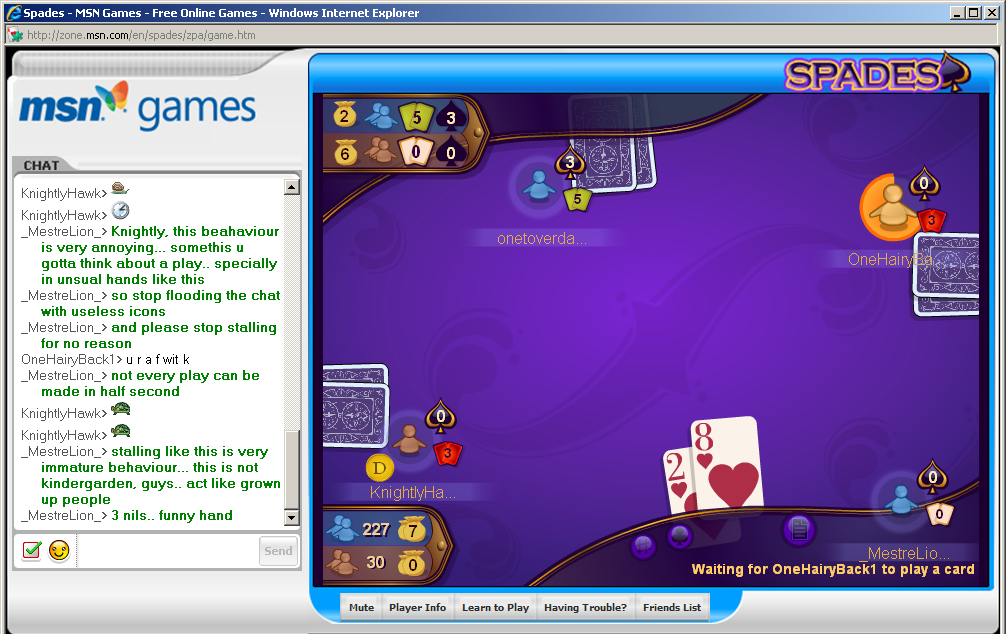 Spades - MSN Games - Free Online Games - Windows Internet Explorer
http://zone.msn.com/en/spades/zpa/game.htm
msn games
SPADES
CHAT
KnightlyHawk>
KnightlyHawk>
_MestreLion_> Knightly, this beahaviour
is very annoying... somethis u
gotta think about a play.. specially
in unsual hands like this
_MestreLion_> so stop flooding the chat
with useless icons
_MestreLion_> and please stop stalling
for no reason
OneHairyBack1> u r a f wit k
_MestreLion_> not every play can be
made in half second
KnightlyHawk>
KnightlyHawk>
_MestreLion_> stalling like this is very
immature behaviour... this is not
kindergarden, guys.. act like grown
up people
_MestreLion_> 3 nils.. funny hand
Send
2 5 3
6 0 0
3
5
onetoverda...
0
3
OneHairyBa...
0
3
D
KnightlyHa...
2
8
227 7
30 0
0
0
_MestreLio...
Waiting for OneHairyBack1 to play a card
Mute
Player Info
Learn to Play
Having Trouble?
Friends List